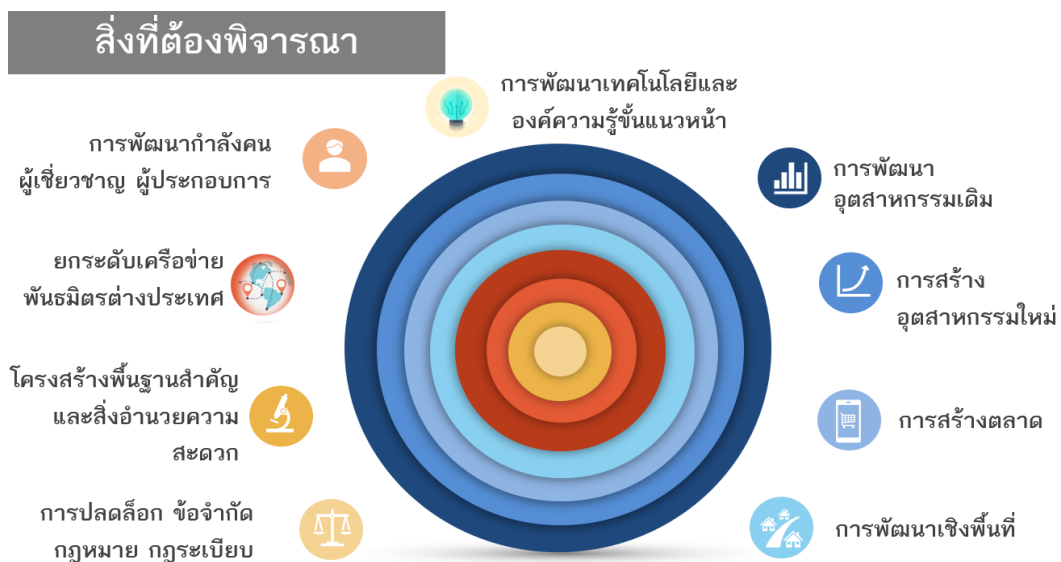 สิ่งที่ต้องพิจารณา
การพัฒนาเทคโนโลยีและ
องค์ความรู้ขั้นแนวหน้า
การพัฒนากำลังคน
ผู้เชี่ยวชาญ ผู้ประกอบการ
ยกระดับเครือข่าย
พันธมิตรต่างประเทศ
โครงสร้างพื้นฐานสำคัญ
และสิ่งอำนวยความ
สะดวก
การปลดล็อก ข้อจำกัด
กฎหมาย กฎระเบียบ
การพัฒนา
อุตสาหกรรมเดิม
การสร้าง
อุตสาหกรรมใหม่
การสร้างตลาด
การพัฒนาเชิงพื้นที่